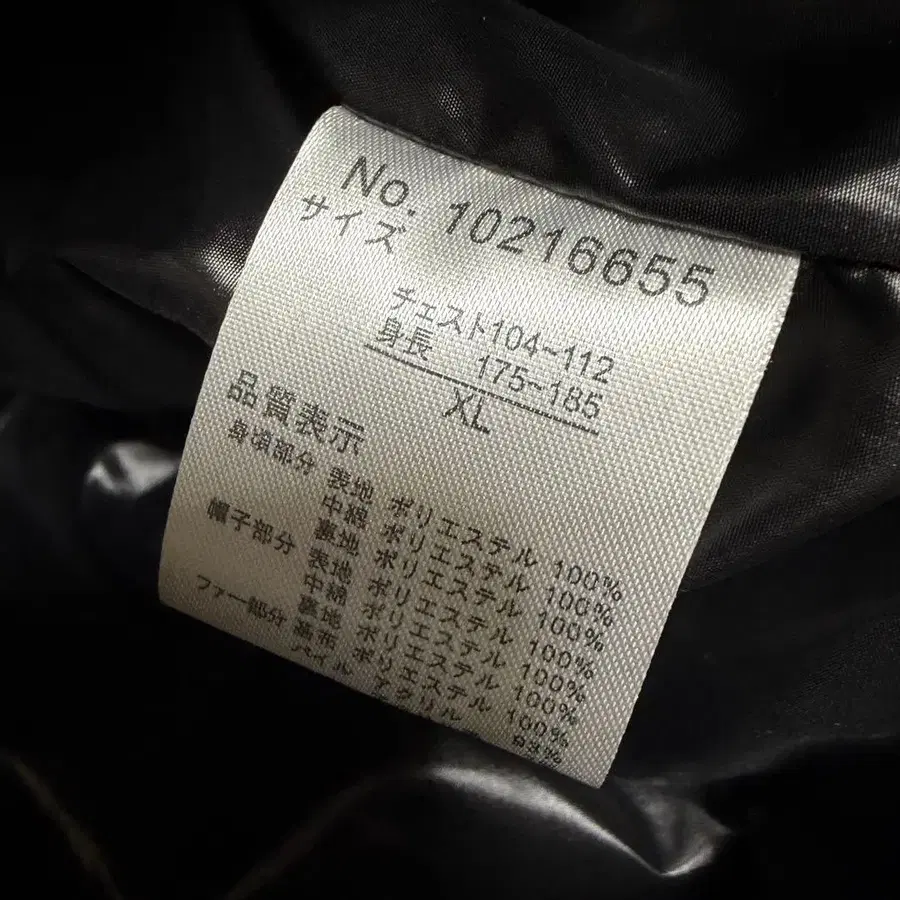 No. 10216655
サイズ
チェスト104~112
身長 175~185
XL
品質表示
身頃部分 表地 ポリエステル 100%
中綿 ポリエステル 100%
裏地 ポリエステル 100%
帽子部分 表地 ポリエステル 100%
中綿 ポリエステル 100%
裏地 ポリエステル 100%
ファー部分 基布 ポリエステル 100%
パイル アクリル 83%